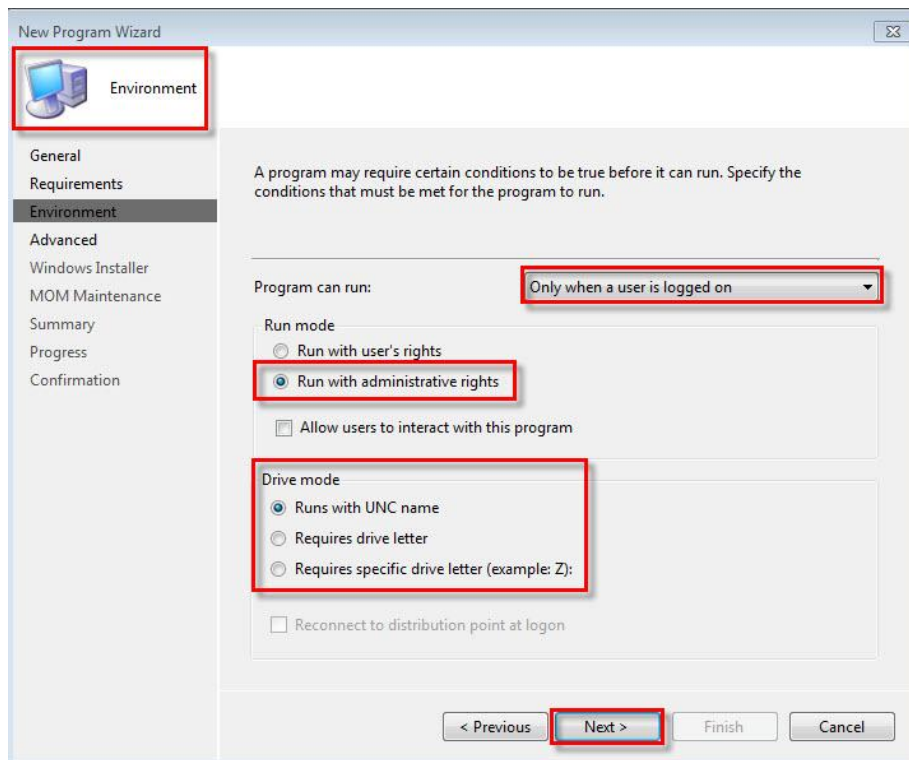 New Program Wizard
Environment
General
Requirements
Environment
Advanced
Windows Installer
MOM Maintenance
Summary
Progress
Confirmation
A program may require certain conditions to be true before it can run. Specify the
conditions that must be met for the program to run.
Program can run:
Only when a user is logged on
Run mode
Run with user's rights
Run with administrative rights
Allow users to interact with this program
Drive mode
Runs with UNC name
Requires drive letter
Requires specific drive letter (example: Z):
Reconnect to distribution point at logon
< Previous
Next >
Finish
Cancel